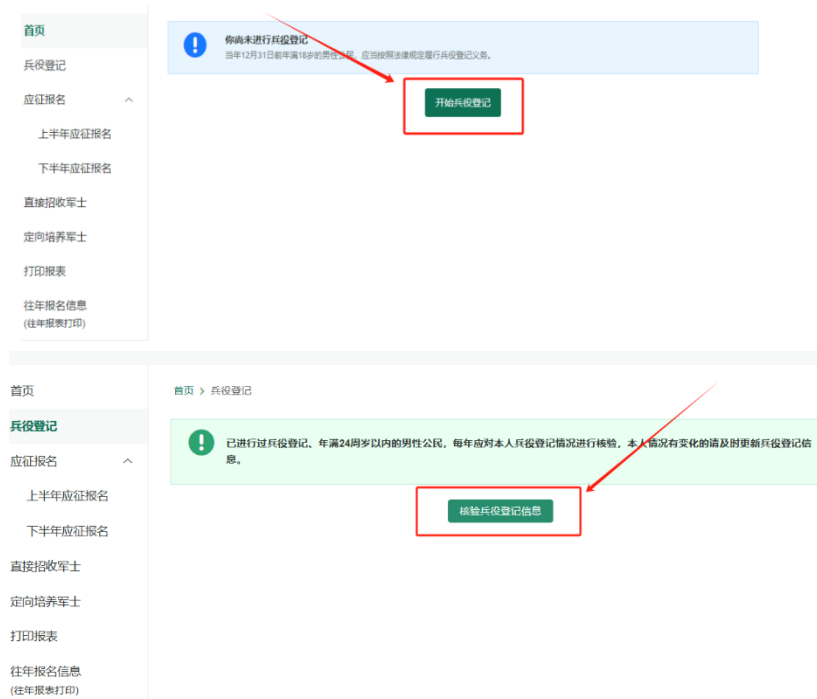 首页
兵役登记
应征报名
上半年应征报名
下半年应征报名
直接招收军士
定向培养军士
打印报表
往年报名信息
(往年报表打印)
你尚未进行兵役登记
当年12月31日前年满18岁的男性公民，应当按照法律规定履行兵役登记义务。
开始兵役登记
首页
兵役登记
应征报名
上半年应征报名
下半年应征报名
直接招收军士
定向培养军士
打印报表
往年报名信息
(往年报表打印)
首页 > 兵役登记
已进行过兵役登记、年满24周岁以内的男性公民，每年应对本人兵役登记情况进行核验，本人情况有变化的请及时更新兵役登记信
息。
核验兵役登记信息